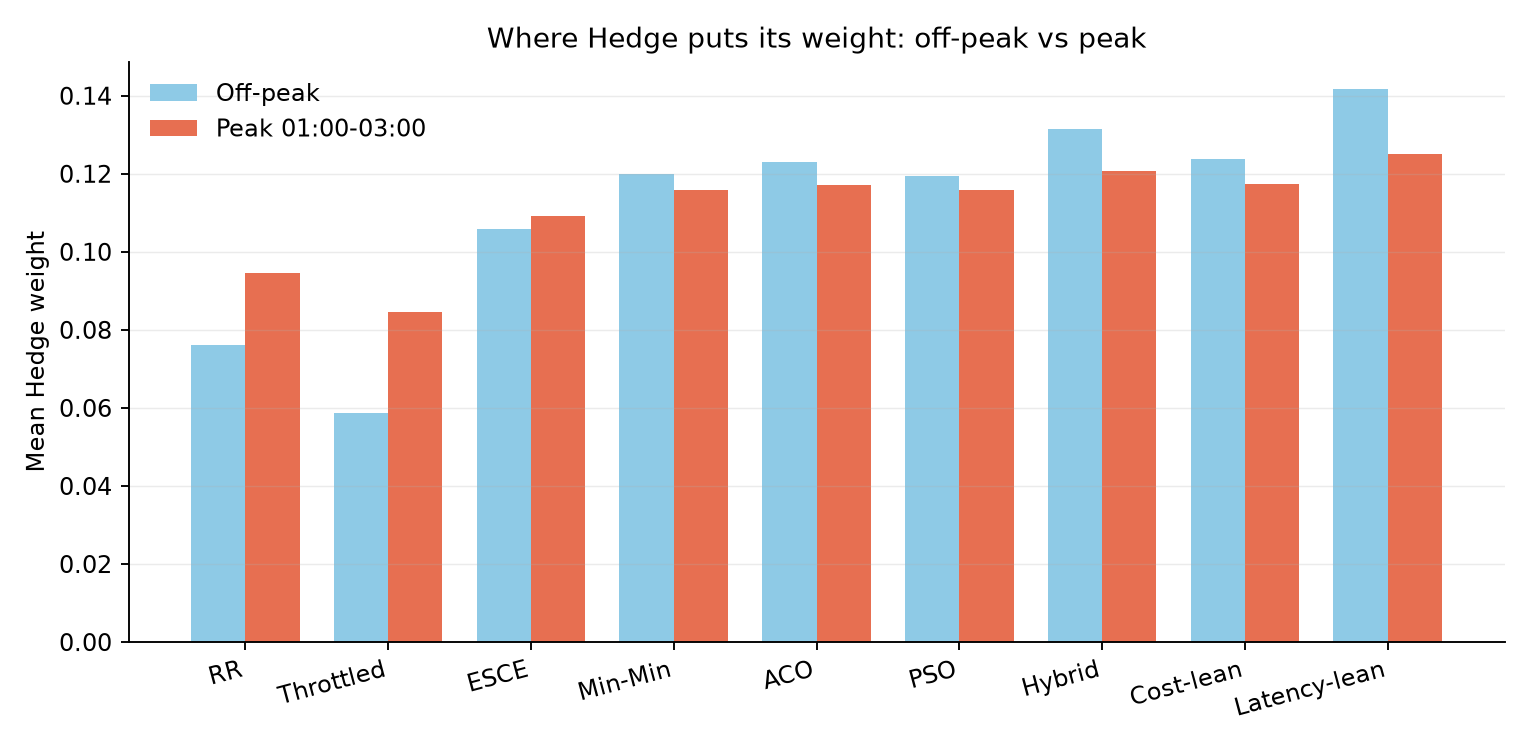 Where Hedge puts its weight: off-peak vs peak
Off-peak
Peak 01:00-03:00
Mean Hedge weight
0.14
0.12
0.10
0.08
0.06
0.04
0.02
0.00
RR
Throttled
ESCE
Min-Min
ACO
PSO
Hybrid
Cost-lean
Latency-lean